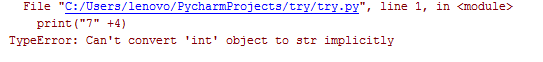 File "C:/Users/lenovo/PycharmProjects/try/try.py", line 1, in <module>
print("7" +4)
TypeError: Can't convert 'int' object to str implicitly